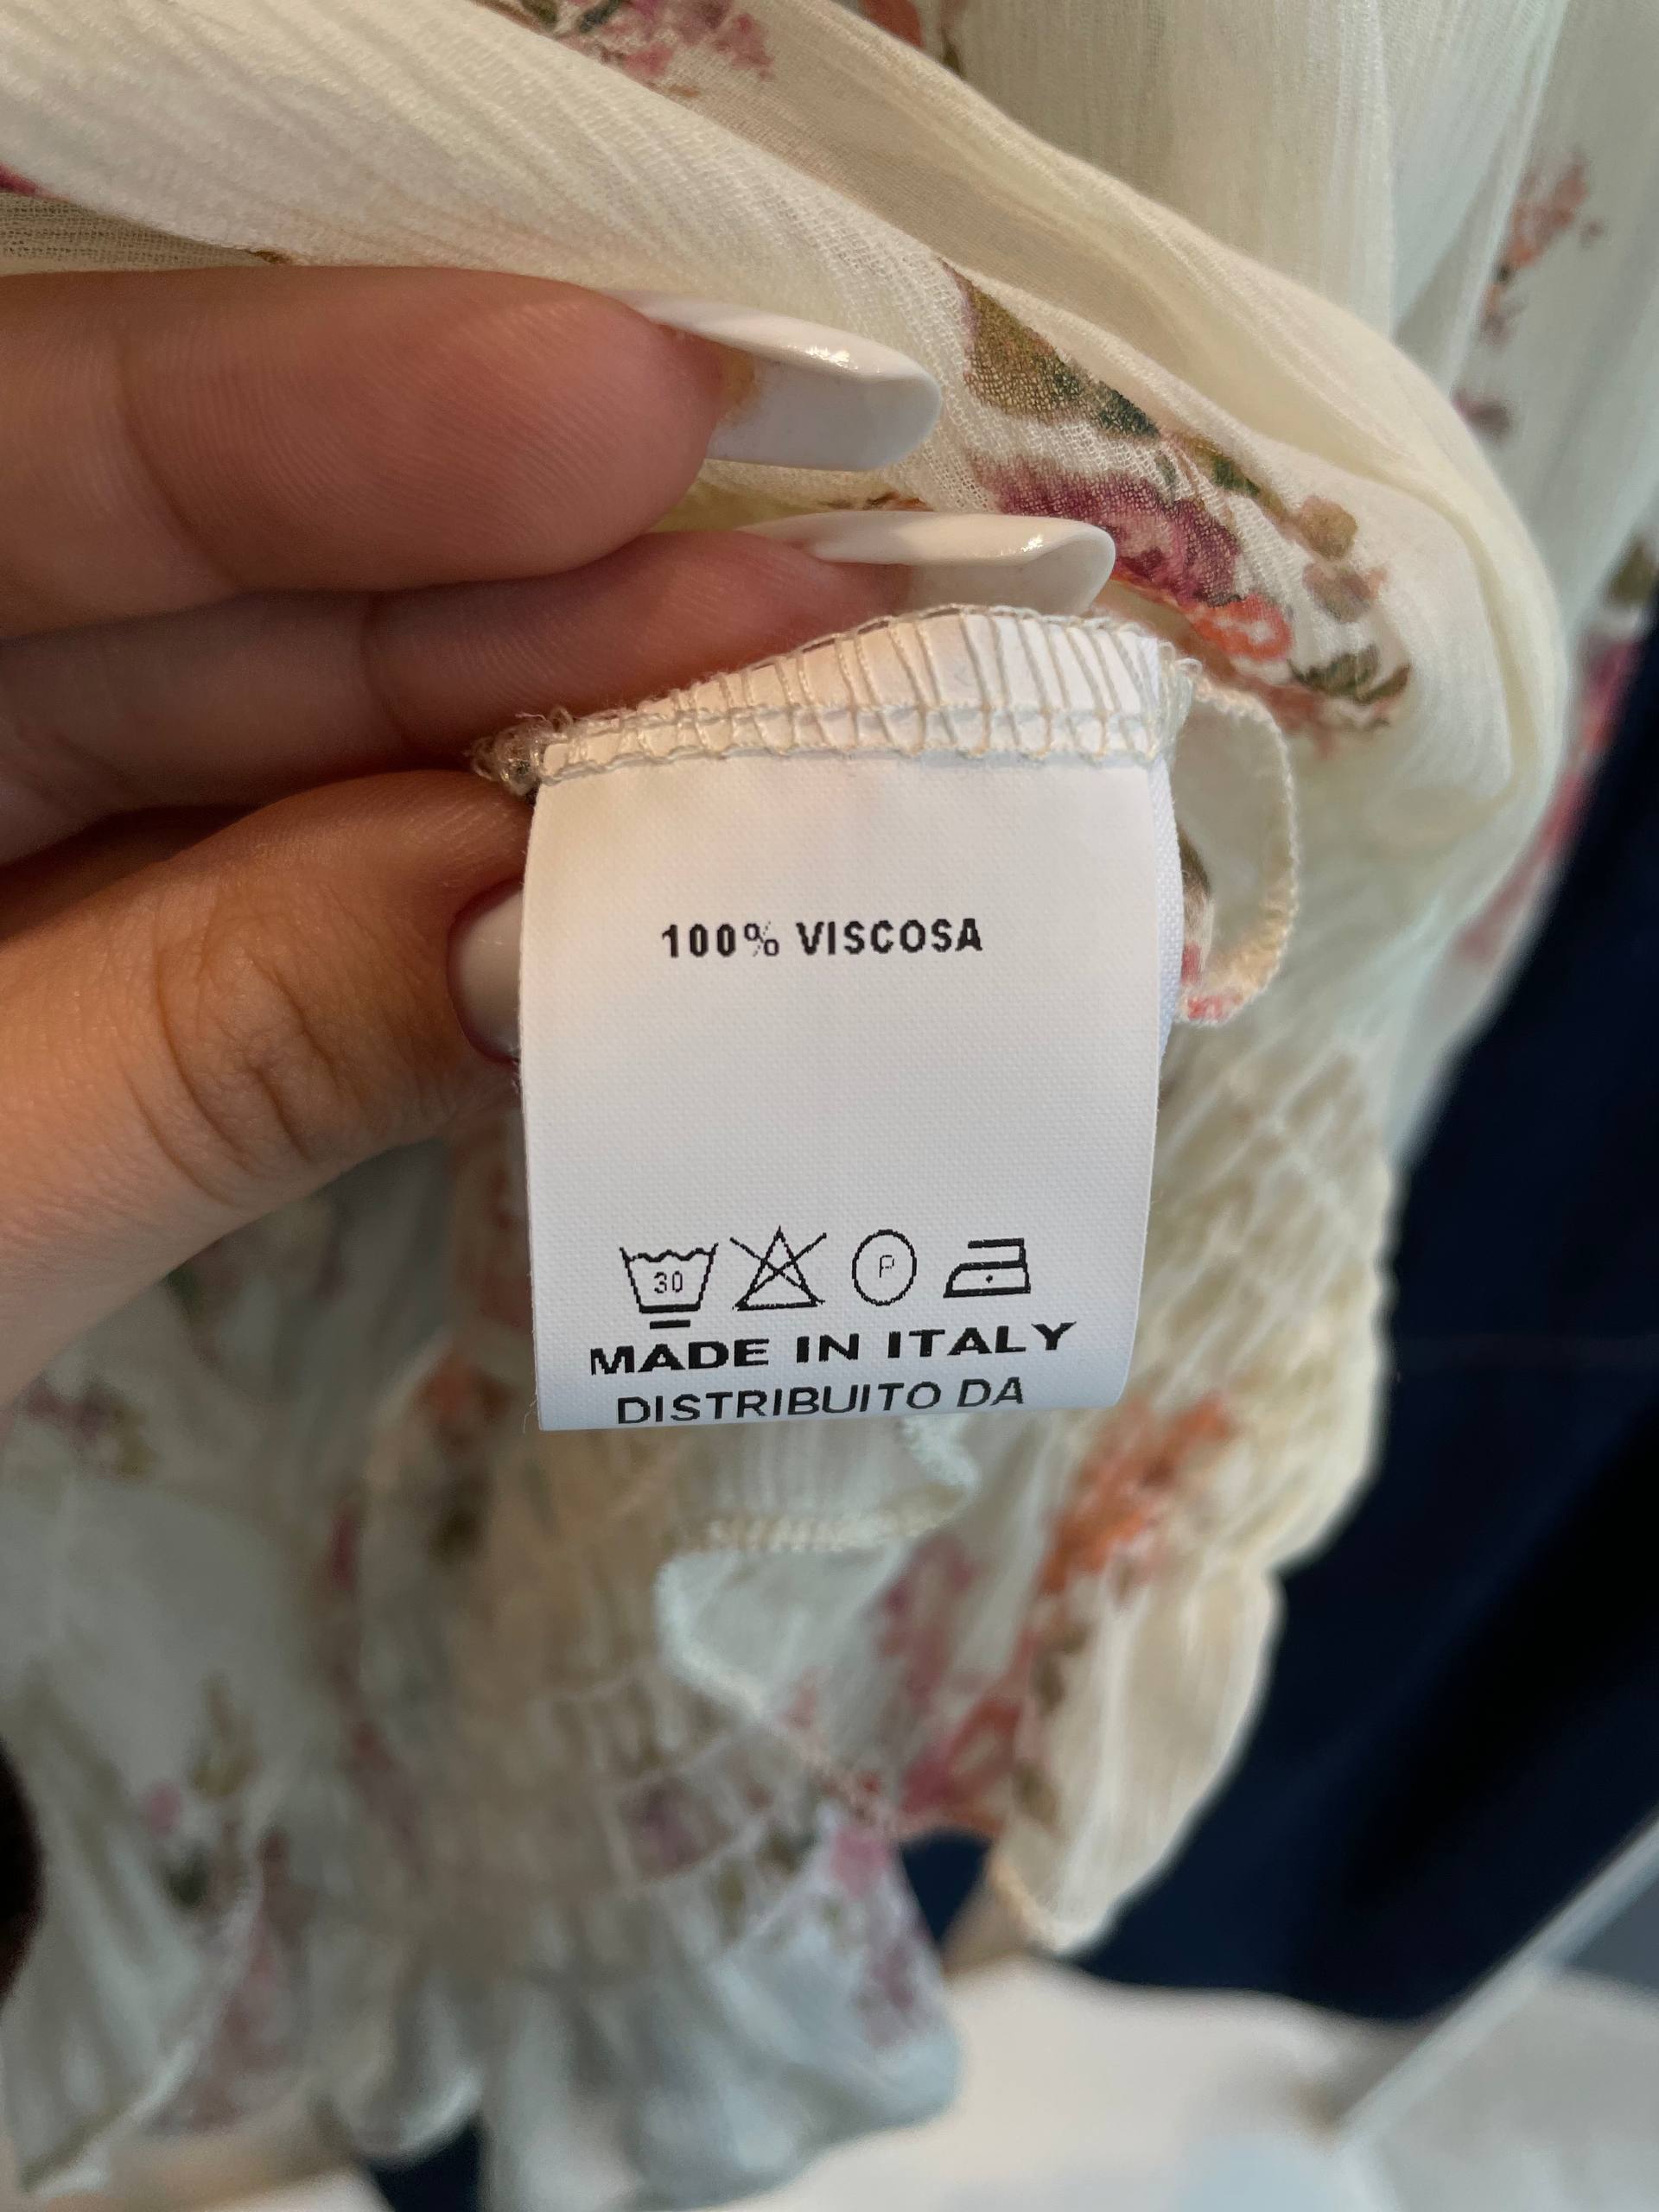 100% VISCOSA
30
P
MADE IN ITALY
DISTRIBUITO DA